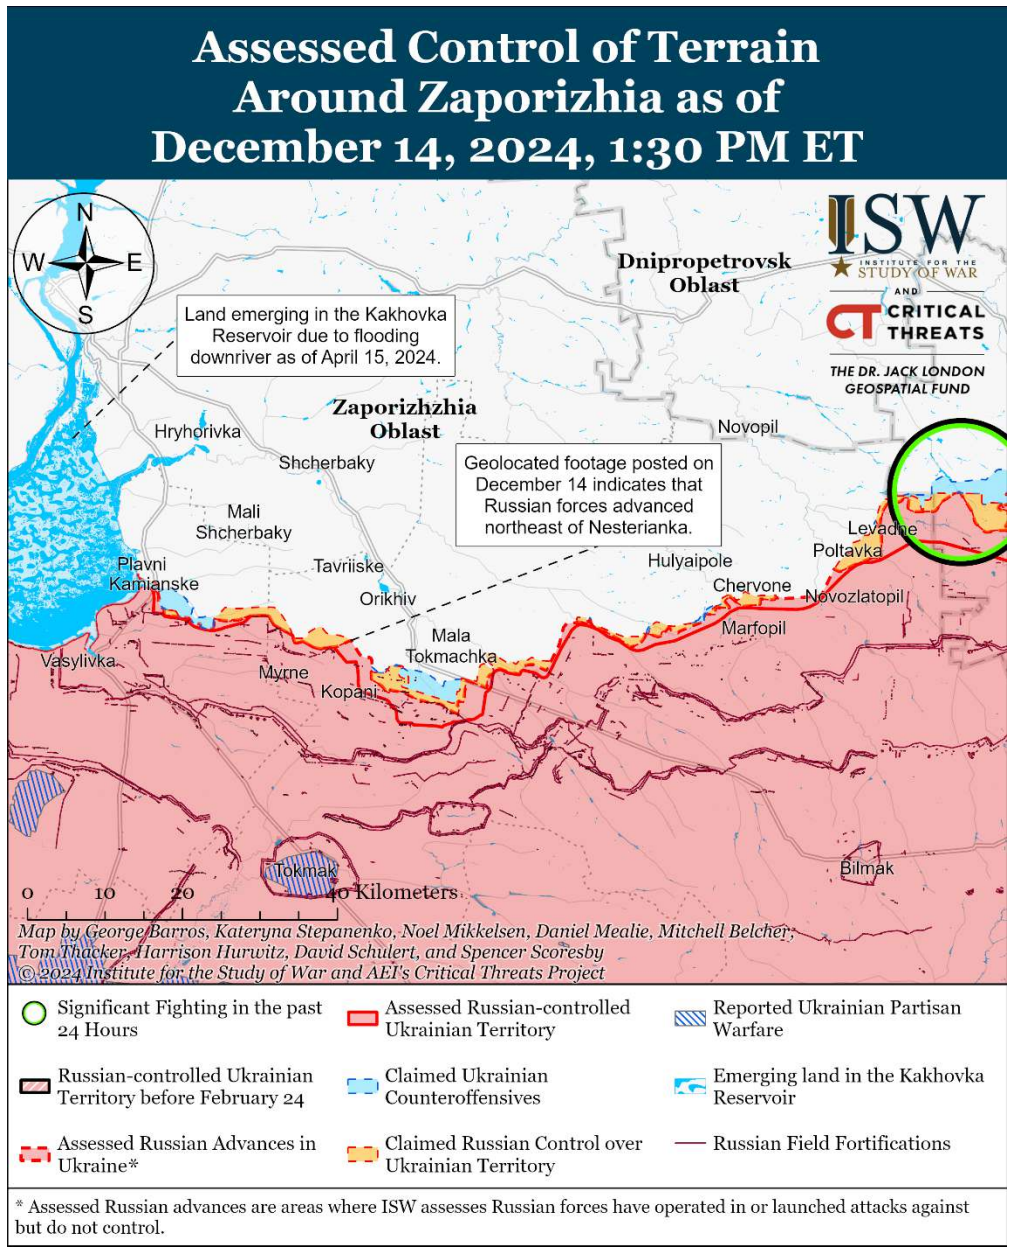 Assessed Control of Terrain
Around Zaporizhia as of
December 14, 2024, 1:30 PM ET
N
W
E
S
ISW
INSTITUTE FOR THE
STUDY OF WAR
AND
CT CRITICAL
THREATS
THE DR. JACK LONDON
GEOSPATIAL FUND
Dnipropetrovsk
Oblast
Land emerging in the Kakhovka
Reservoir due to flooding
downriver as of April 15, 2024.
Zaporizhzhia
Oblast
Hryhorivka
Novopil
Shcherbaky
Geolocated footage posted on
December 14 indicates that
Russian forces advanced
northeast of Nesterianka.
Mali
Shcherbaky
Levadne
Poltavka
Plavni
Kamianske
Tavriiske
Hulyaipole
Chervone
Orikhiv
Novozlatopil
Marfopil
Mala
Tokmachka
Vasylivka
Myrne
Kopani
Tokmak
Bilmak
0 10 20 40 Kilometers
Map by George Barros, Kateryna Stepanenko, Noel Mikkelsen, Daniel Mealie, Mitchell Belcher,
Tom Thacker, Harrison Hurwitz, David Schulert, and Spencer Scoresby
© 2024 Institute for the Study of War and AEI's Critical Threats Project
Significant Fighting in the past
24 Hours
Russian-controlled Ukrainian
Territory before February 24
Assessed Russian Advances in
Ukraine*
Assessed Russian-controlled
Ukrainian Territory
Claimed Ukrainian
Counteroffensives
Claimed Russian Control over
Ukrainian Territory
Reported Ukrainian Partisan
Warfare
Emerging land in the Kakhovka
Reservoir
Russian Field Fortifications
* Assessed Russian advances are areas where ISW assesses Russian forces have operated in or launched attacks against
but do not control.